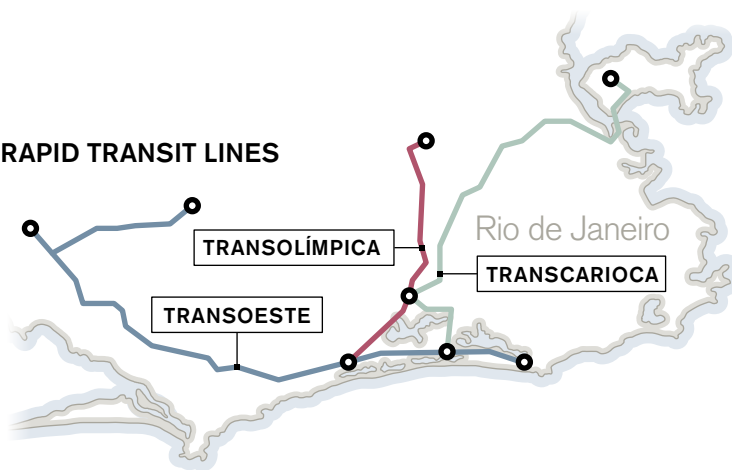 RAPID TRANSIT LINES
Rio de Janeiro
TRANSOLÍMPICA
TRANSCARIOCA
TRANSOESTE